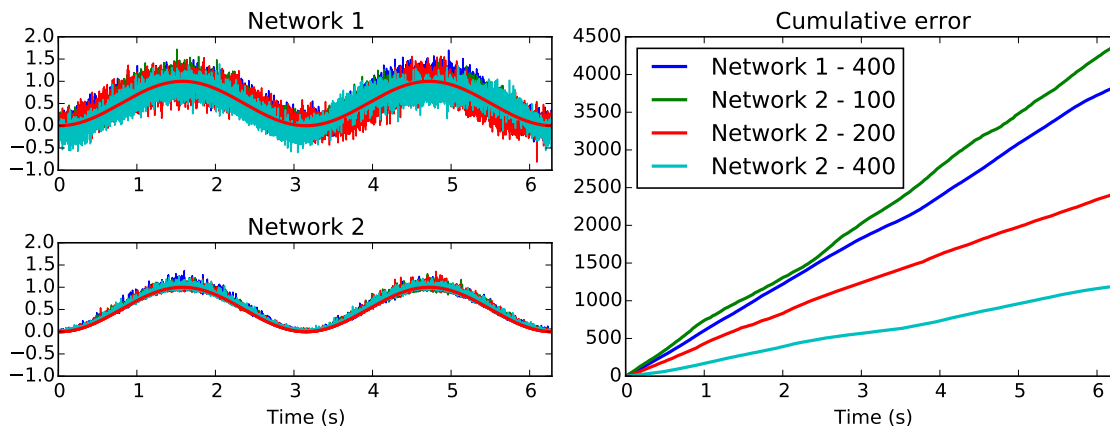 Network 1
2.0
1.5
1.0
0.5
0.0
−0.5
−1.0
0 1 2 3 4 5 6
Network 2
2.0
1.5
1.0
0.5
0.0
−0.5
−1.0
0 1 2 3 4 5 6
Time (s)
Cumulative error
4500
4000
3500
3000
2500
2000
1500
1000
500
0
0 1 2 3 4 5 6
Time (s)
Network 1 - 400
Network 2 - 100
Network 2 - 200
Network 2 - 400